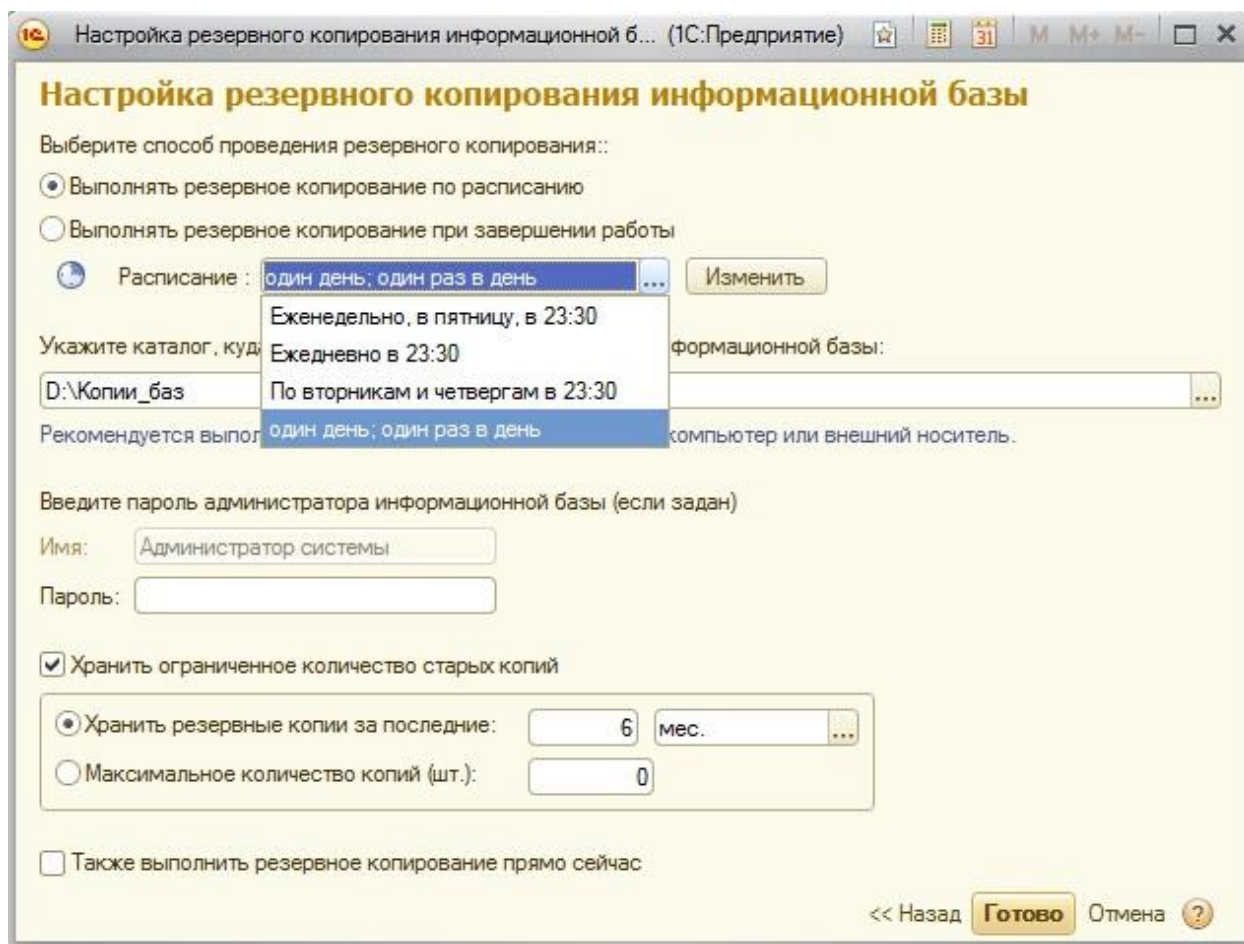 1С Настройка резервного копирования информационной б... (1С:Предприятие) 31 M M+ M-
Настройка резервного копирования информационной базы
Выберите способ проведения резервного копирования::
Выполнять резервное копирование по расписанию
Выполнять резервное копирование при завершении работы
Расписание : один день; один раз в день ... Изменить
Еженедельно, в пятницу, в 23:30
Укажите каталог, формационной базы:
Ежедневно в 23:30
D:\Копии_баз ...
По вторникам и четвергам в 23:30
Рекомендуется компьютер или внешний носитель.
один день; один раз в день
Введите пароль администратора информационной базы (если задан)
Имя: Администратор системы
Пароль:
Хранить ограниченное количество старых копий
Хранить резервные копии за последние: 6 мес. ...
Максимальное количество копий (шт.): 0
Также выполнить резервное копирование прямо сейчас
<< Назад Готово Отмена ?